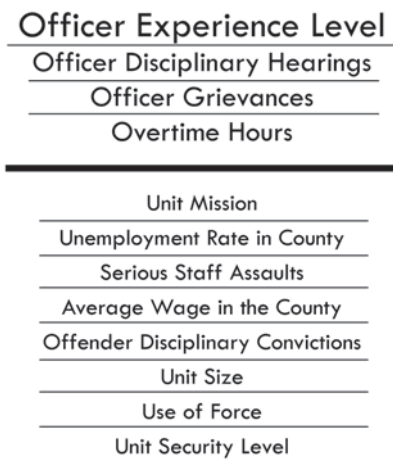 Officer Experience Level
Officer Disciplinary Hearings
Officer Grievances
Overtime Hours
Unit Mission
Unemployment Rate in County
Serious Staff Assaults
Average Wage in the County
Offender Disciplinary Convictions
Unit Size
Use of Force
Unit Security Level